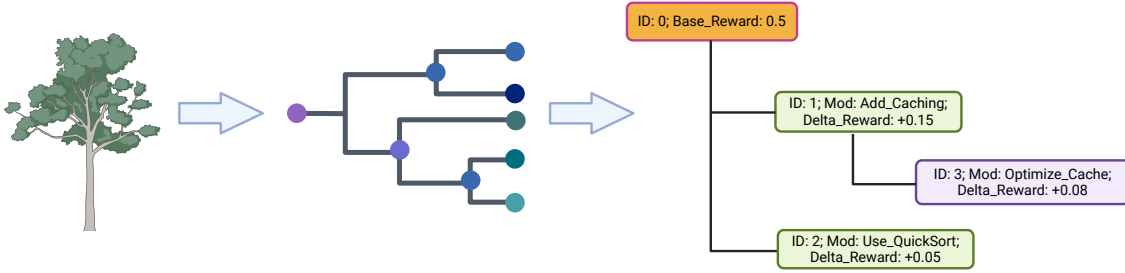 ID: 0; Base_Reward: 0.5
ID: 1; Mod: Add_Caching;
Delta_Reward: +0.15
ID: 3; Mod: Optimize_Cache;
Delta_Reward: +0.08
ID: 2; Mod: Use_QuickSort;
Delta_Reward: +0.05